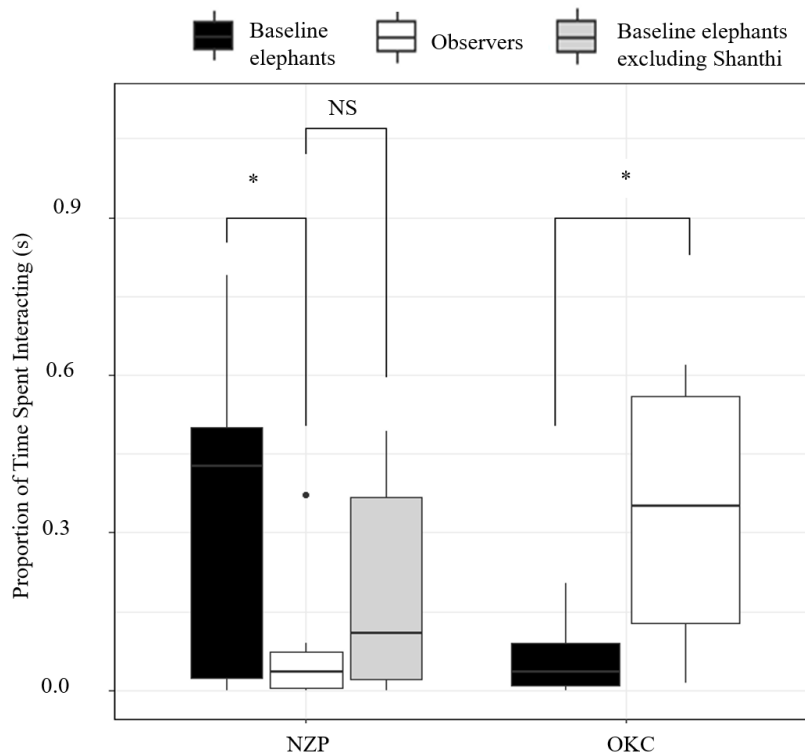 Baseline
elephants
Observers
Baseline elephants
excluding Shanthi
NS
*
*
0.9
0.6
0.3
0.0
Proportion of Time Spent Interacting (s)
NZP
OKC